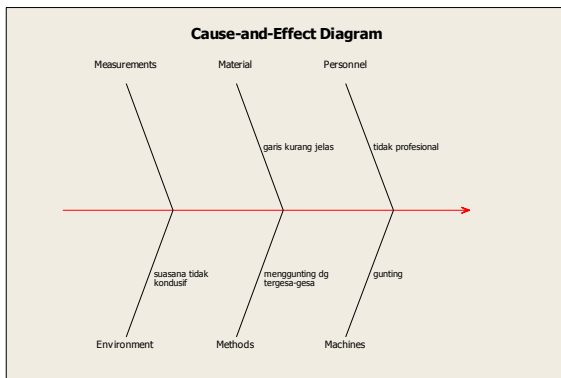 Cause-and-Effect Diagram
Measurements
Material
Personnel
garis kurang jelas
tidak profesional
suasana tidak
kondusif
menggunting dg
tergesa-gesa
gunting
Environment
Methods
Machines